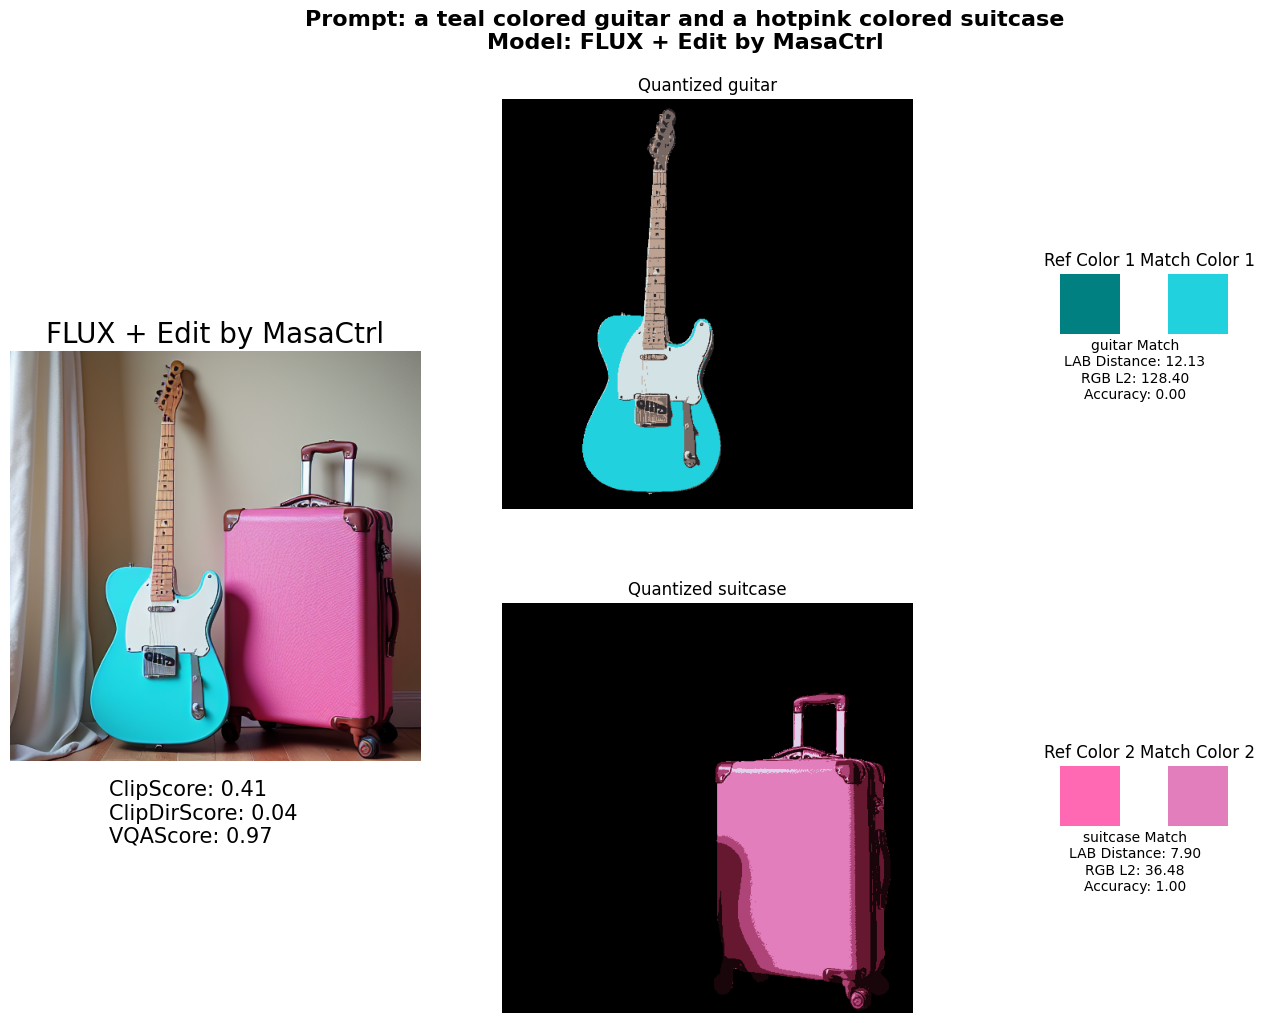 Prompt: a teal colored guitar and a hotpink colored suitcase
Model: FLUX + Edit by MasaCtrl
Quantized guitar
Ref Color 1 Match Color 1
guitar Match
LAB Distance: 12.13
RGB L2: 128.40
Accuracy: 0.00
FLUX + Edit by MasaCtrl
ClipScore: 0.41
ClipDirScore: 0.04
VQAScore: 0.97
Quantized suitcase
Ref Color 2 Match Color 2
suitcase Match
LAB Distance: 7.90
RGB L2: 36.48
Accuracy: 1.00